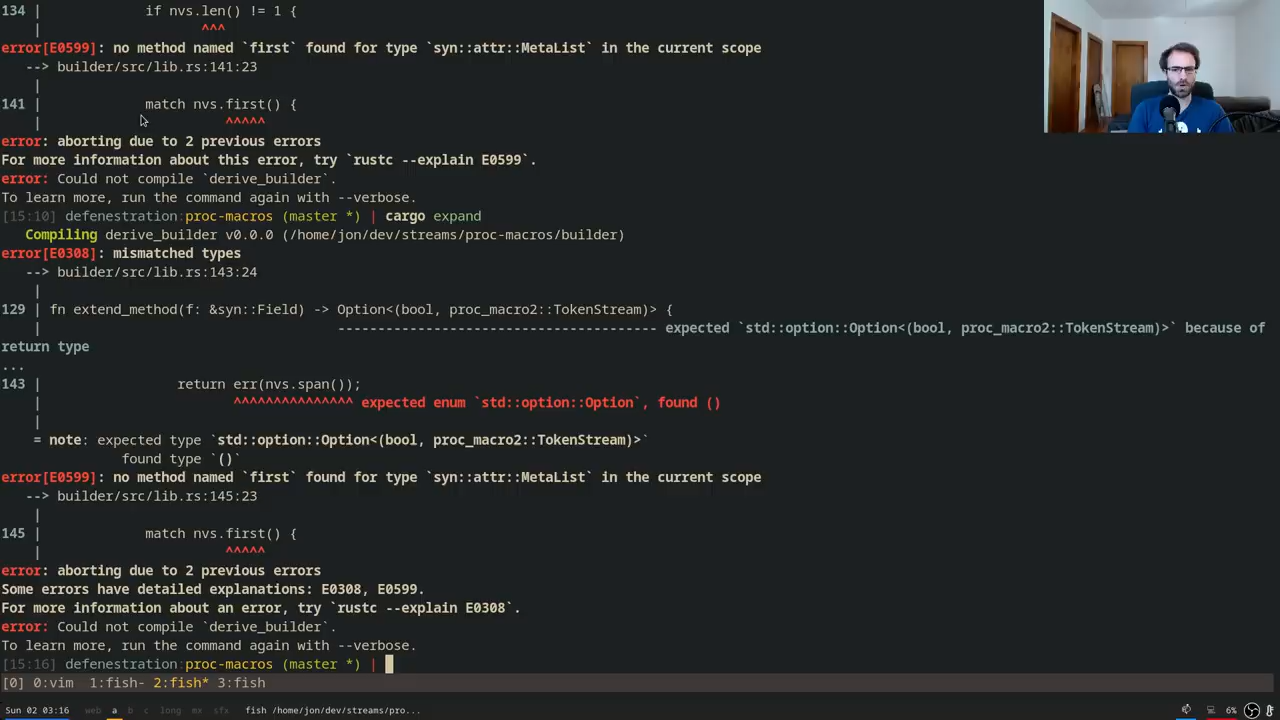 134 |                 if nvs.len() != 1 {
    |                        ^^^
error[E0599]: no method named `first` found for type `syn::attr::MetaList` in the current scope
   --> builder/src/lib.rs:141:23
    |
141 |                 match nvs.first() {
    |                           ^^^^^
error: aborting due to 2 previous errors
For more information about this error, try `rustc --explain E0599`.
error: Could not compile `derive_builder`.
To learn more, run the command again with --verbose.
[15:10] defenestration:proc-macros (master *) | cargo expand
   Compiling derive_builder v0.0.0 (/home/jon/dev/streams/proc-macros/builder)
error[E0308]: mismatched types
   --> builder/src/lib.rs:143:24
    |
129 | fn extend_method(f: &syn::Field) -> Option<(bool, proc_macro2::TokenStream)> {
    |                                     ---------------------------------------- expected `std::option::Option<(bool, proc_macro2::TokenStream)>` because of
return type
...
143 |                     return err(nvs.span());
    |                            ^^^^^^^^^^^^^^^ expected enum `std::option::Option`, found ()
    |
    = note: expected type `std::option::Option<(bool, proc_macro2::TokenStream)>`
               found type `()`
error[E0599]: no method named `first` found for type `syn::attr::MetaList` in the current scope
   --> builder/src/lib.rs:145:23
    |
145 |                 match nvs.first() {
    |                           ^^^^^
error: aborting due to 2 previous errors
Some errors have detailed explanations: E0308, E0599.
For more information about an error, try `rustc --explain E0308`.
error: Could not compile `derive_builder`.
To learn more, run the command again with --verbose.
[15:16] defenestration:proc-macros (master *) |
[0] 0:vim  1:fish- 2:fish* 3:fish
Sun 02 03:16 web a b c long mx sfx fish /home/jon/dev/streams/pro... 6%